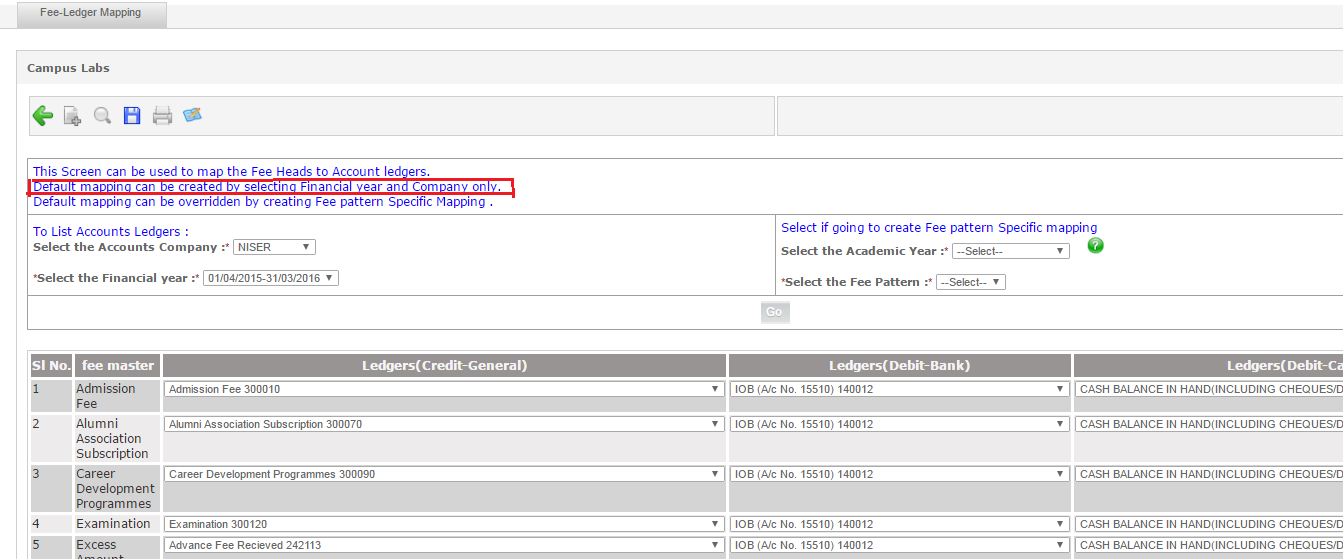 Fee-Ledger Mapping
Campus Labs
This Screen can be used to map the Fee Heads to Account ledgers.
Default mapping can be created by selecting Financial year and Company only.
Default mapping can be overridden by creating Fee pattern Specific Mapping .
To List Accounts Ledgers :
Select the Accounts Company :* NISER
*Select the Financial year :* 01/04/2015-31/03/2016
Select if going to create Fee pattern Specific mapping
Select the Academic Year :* --Select--
*Select the Fee Pattern :* --Select--
Go
Sl No. fee master Ledgers(Credit-General) Ledgers(Debit-Bank) Ledgers(Debit-Ca
1 Admission Fee Admission Fee 300010 IOB (A/c No. 15510) 140012 CASH BALANCE IN HAND(INCLUDING CHEQUES/D
2 Alumni Association Subscription Alumni Association Subscription 300070 IOB (A/c No. 15510) 140012 CASH BALANCE IN HAND(INCLUDING CHEQUES/D
3 Career Development Programmes Career Development Programmes 300090 IOB (A/c No. 15510) 140012 CASH BALANCE IN HAND(INCLUDING CHEQUES/D
4 Examination Examination 300120 IOB (A/c No. 15510) 140012 CASH BALANCE IN HAND(INCLUDING CHEQUES/D
5 Excess Amount Advance Fee Recieved 242113 IOB (A/c No. 15510) 140012 CASH BALANCE IN HAND(INCLUDING CHEQUES/D